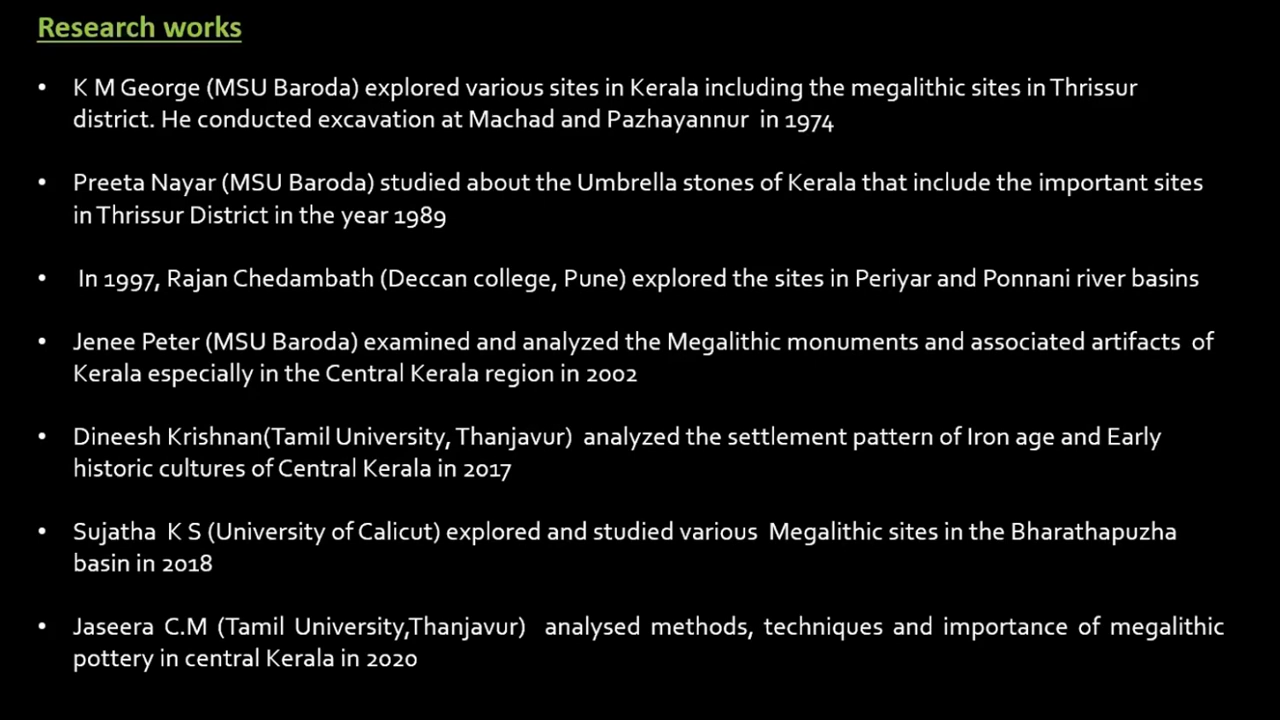 Research works
• K M George (MSU Baroda) explored various sites in Kerala including the megalithic sites in Thrissur
district. He conducted excavation at Machad and Pazhayannur in 1974
• Preeta Nayar (MSU Baroda) studied about the Umbrella stones of Kerala that include the important sites
in Thrissur District in the year 1989
• In 1997, Rajan Chedambath (Deccan college, Pune) explored the sites in Periyar and Ponnani river basins
• Jenee Peter (MSU Baroda) examined and analyzed the Megalithic monuments and associated artifacts of
Kerala especially in the Central Kerala region in 2002
• Dineesh Krishnan(Tamil University, Thanjavur) analyzed the settlement pattern of Iron age and Early
historic cultures of Central Kerala in 2017
• Sujatha K S (University of Calicut) explored and studied various Megalithic sites in the Bharathapuzha
basin in 2018
• Jaseera C.M (Tamil University,Thanjavur) analysed methods, techniques and importance of megalithic
pottery in central Kerala in 2020